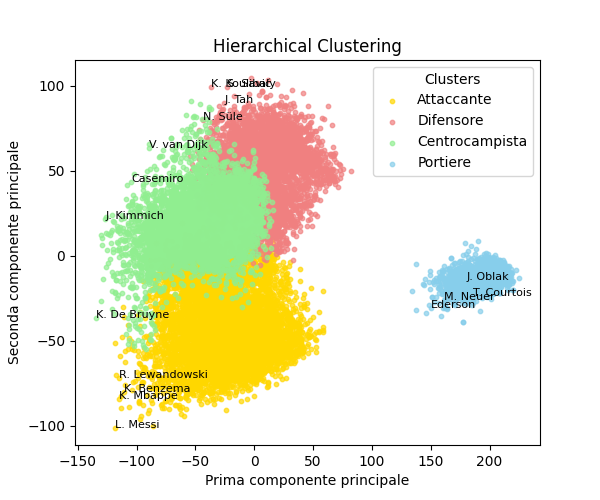 Hierarchical Clustering
Clusters
Attaccante
Difensore
Centrocampista
Portiere
J. Tah
N. Süle
V. van Dijk
Casemiro
J. Kimmich
K. De Bruyne
R. Lewandowski
K. Benzema
K. Mbappé
L. Messi
J. Oblak
T. Courtois
M. Neuer
Ederson
100
50
0
−50
−100
−150
−100
−50
0
50
100
150
200
Seconda componente principale
Prima componente principale